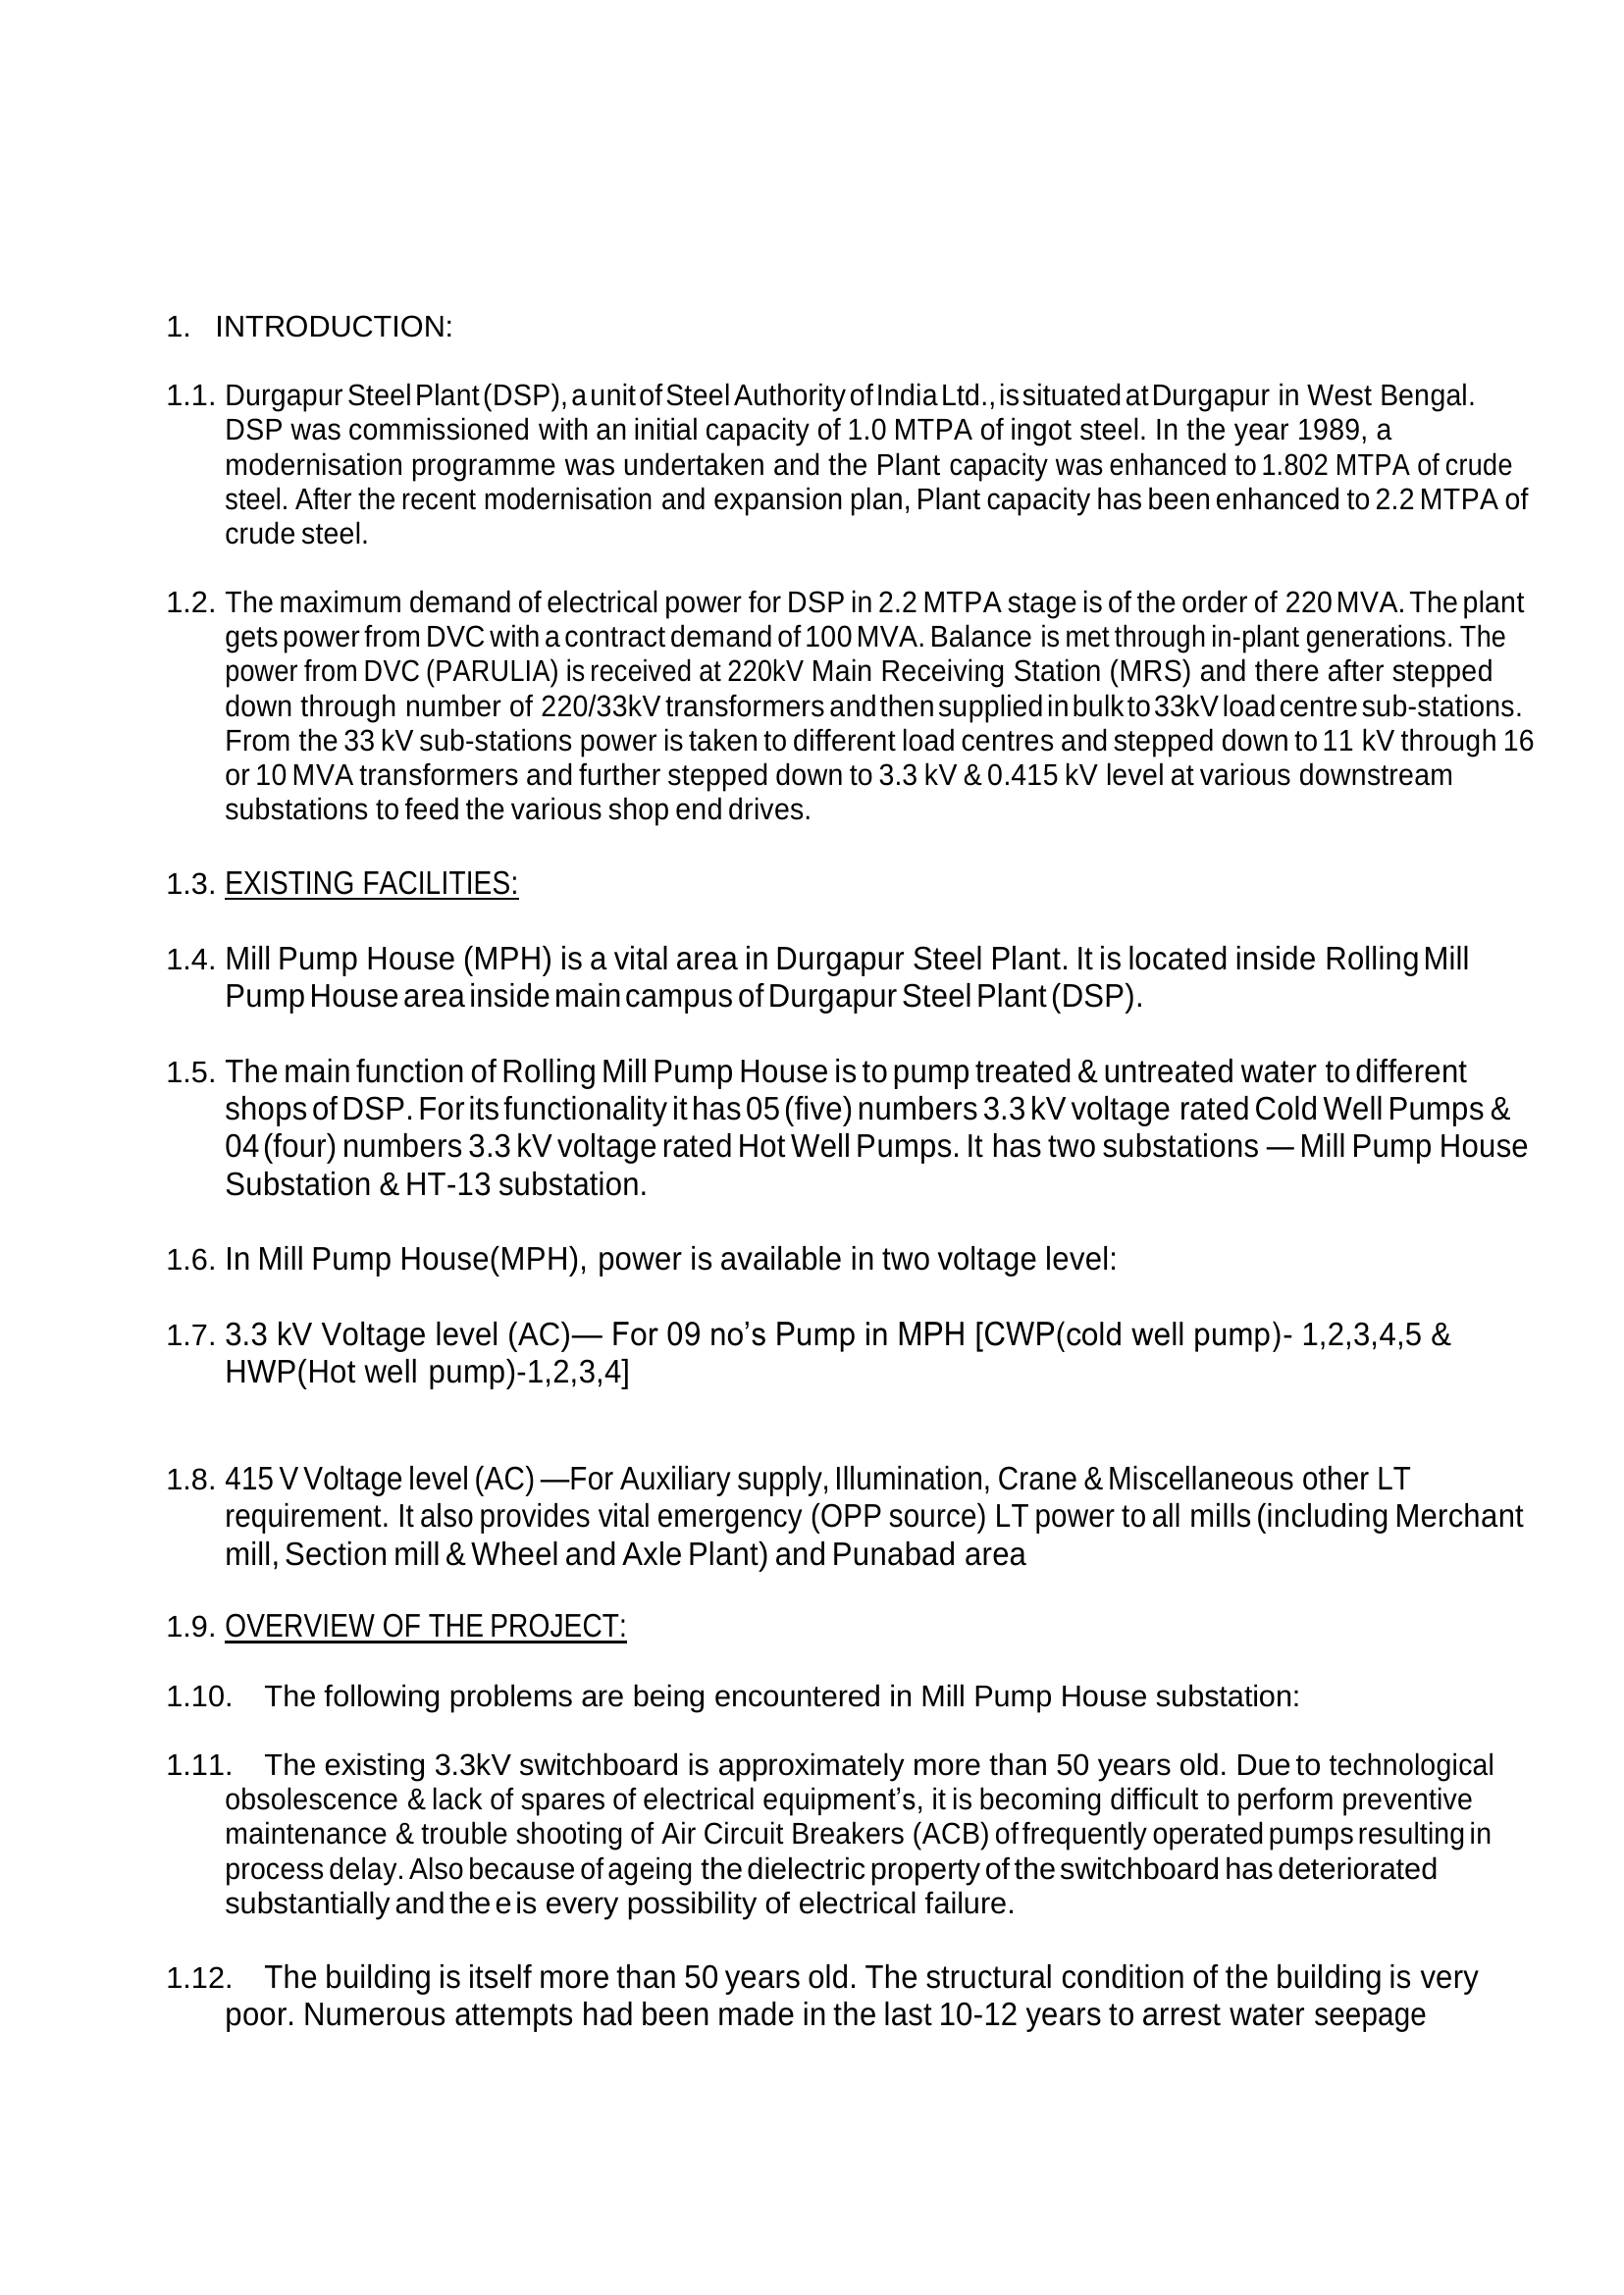 1. INTRODUCTION:
1.1. Durgapur Steel Plant (DSP), a unit of Steel Authority of India Ltd., is situated at Durgapur in West Bengal.
DSP was commissioned with an initial capacity of 1.0 MTPA of ingot steel. In the year 1989, a
modernisation programme was undertaken and the Plant capacity was enhanced to 1.802 MTPA of crude
steel. After the recent modernisation and expansion plan, Plant capacity has been enhanced to 2.2 MTPA of
crude steel.
1.2. The maximum demand of electrical power for DSP in 2.2 MTPA stage is of the order of 220 MVA. The plant
gets power from DVC with a contract demand of 100 MVA. Balance is met through in-plant generations. The
power from DVC (PARULIA) is received at 220kV Main Receiving Station (MRS) and there after stepped
down through number of 220/33kV transformers and then supplied in bulk to 33kV load centre sub-stations.
From the 33 kV sub-stations power is taken to different load centres and stepped down to 11 kV through 16
or 10 MVA transformers and further stepped down to 3.3 kV & 0.415 kV level at various downstream
substations to feed the various shop end drives.
1.3. EXISTING FACILITIES:
1.4. Mill Pump House (MPH) is a vital area in Durgapur Steel Plant. It is located inside Rolling Mill
Pump House area inside main campus of Durgapur Steel Plant (DSP).
1.5. The main function of Rolling Mill Pump House is to pump treated & untreated water to different
shops of DSP. For its functionality it has 05 (five) numbers 3.3 kV voltage rated Cold Well Pumps &
04 (four) numbers 3.3 kV voltage rated Hot Well Pumps. It has two substations — Mill Pump House
Substation & HT-13 substation.
1.6. In Mill Pump House(MPH), power is available in two voltage level:
1.7. 3.3 kV Voltage level (AC)— For 09 no’s Pump in MPH [CWP(cold well pump)- 1,2,3,4,5 &
HWP(Hot well pump)-1,2,3,4]
1.8. 415 V Voltage level (AC) —For Auxiliary supply, Illumination, Crane & Miscellaneous other LT
requirement. It also provides vital emergency (OPP source) LT power to all mills (including Merchant
mill, Section mill & Wheel and Axle Plant) and Punabad area
1.9. OVERVIEW OF THE PROJECT:
1.10. The following problems are being encountered in Mill Pump House substation:
1.11. The existing 3.3kV switchboard is approximately more than 50 years old. Due to technological
obsolescence & lack of spares of electrical equipment’s, it is becoming difficult to perform preventive
maintenance & trouble shooting of Air Circuit Breakers (ACB) of frequently operated pumps resulting in
process delay. Also because of ageing the dielectric property of the switchboard has deteriorated
substantially and the e is every possibility of electrical failure.
1.12. The building is itself more than 50 years old. The structural condition of the building is very
poor. Numerous attempts had been made in the last 10-12 years to arrest water seepage